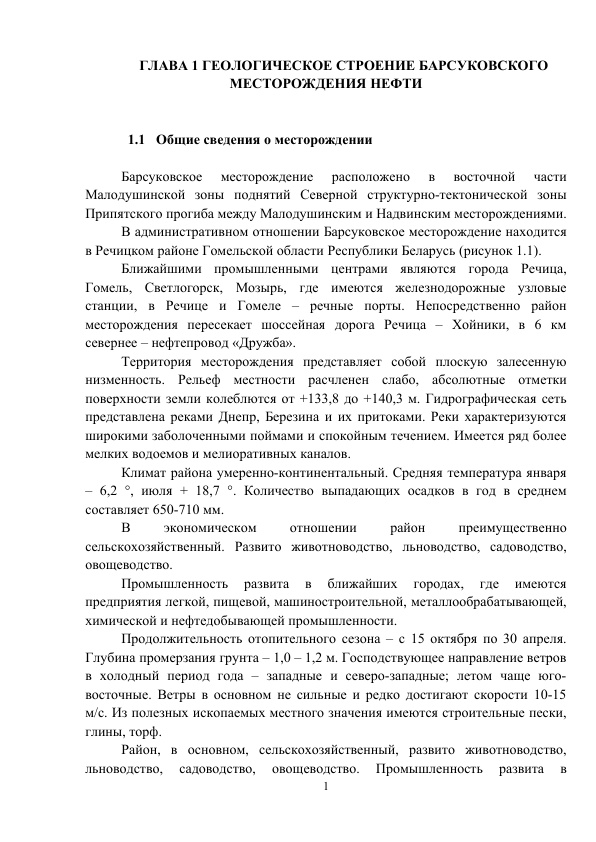 ГЛАВА 1 ГЕОЛОГИЧЕСКОЕ СТРОЕНИЕ БАРСУКОВСКОГО
МЕСТОРОЖДЕНИЯ НЕФТИ
1.1 Общие сведения о месторождении
Барсуковское месторождение расположено в восточной части
Малодушинской зоны поднятий Северной структурно-тектонической зоны
Припятского прогиба между Малодушинским и Надвинским месторождениями.
В административном отношении Барсуковское месторождение находится
в Речицком районе Гомельской области Республики Беларусь (рисунок 1.1).
Ближайшими промышленными центрами являются города Речица,
Гомель, Светлогорск, Мозырь, где имеются железнодорожные узловые
станции, в Речице и Гомеле – речные порты. Непосредственно район
месторождения пересекает шоссейная дорога Речица – Хойники, в 6 км
севернее – нефтепровод «Дружба».
Территория месторождения представляет собой плоскую залесенную
низменность. Рельеф местности расчленен слабо, абсолютные отметки
поверхности земли колеблются от +133,8 до +140,3 м. Гидрографическая сеть
представлена реками Днепр, Березина и их притоками. Реки характеризуются
широкими заболоченными поймами и спокойным течением. Имеется ряд более
мелких водоемов и мелиоративных каналов.
Климат района умеренно-континентальный. Средняя температура января
– 6,2 °, июля + 18,7 °. Количество выпадающих осадков в год в среднем
составляет 650-710 мм.
В экономическом отношении район преимущественно
сельскохозяйственный. Развито животноводство, льноводство, садоводство,
овощеводство.
Промышленность развита в ближайших городах, где имеются
предприятия легкой, пищевой, машиностроительной, металлообрабатывающей,
химической и нефтедобывающей промышленности.
Продолжительность отопительного сезона – с 15 октября по 30 апреля.
Глубина промерзания грунта – 1,0 – 1,2 м. Господствующее направление ветров
в холодный период года – западные и северо-западные; летом чаще юго-
восточные. Ветры в основном не сильные и редко достигают скорости 10-15
м/с. Из полезных ископаемых местного значения имеются строительные пески,
глины, торф.
Район, в основном, сельскохозяйственный, развито животноводство,
льноводство, садоводство, овощеводство. Промышленность развита в
1